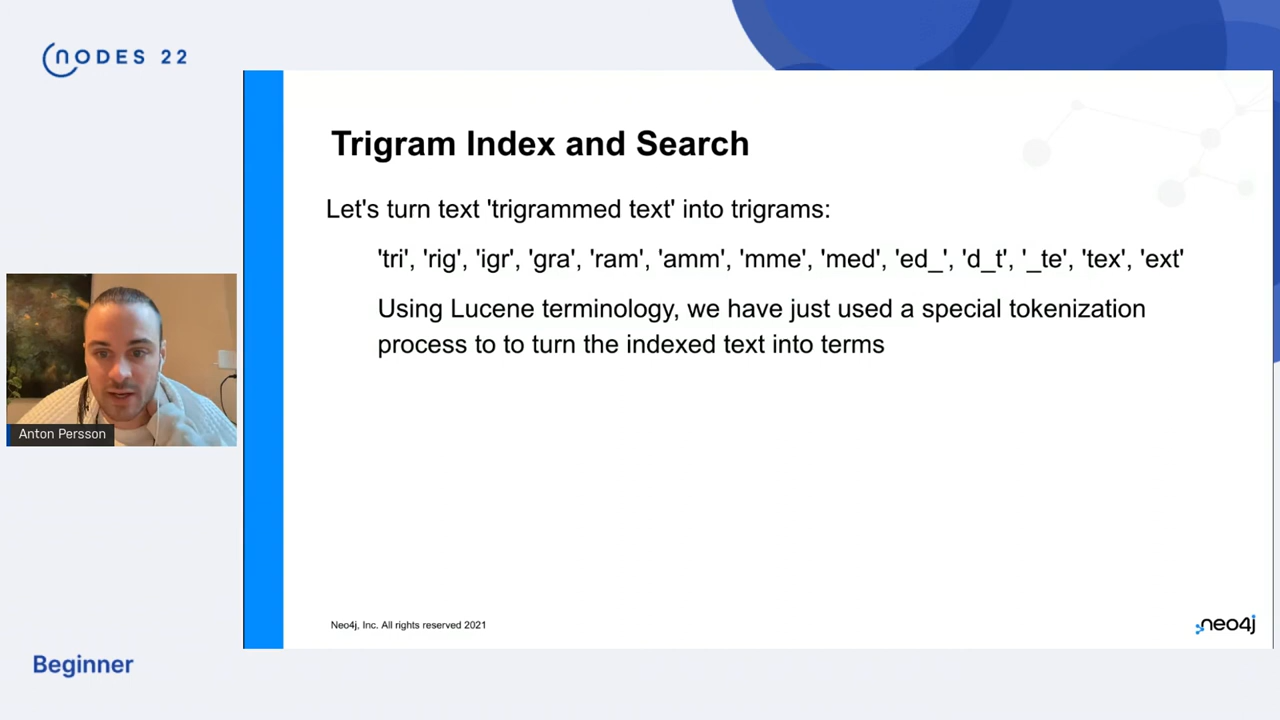 NODES 22
Trigram Index and Search
Let's turn text 'trigrammed text' into trigrams:
'tri', 'rig', 'igr', 'gra', 'ram', 'amm', 'mme', 'med', 'ed_', 'd_t', '_te', 'tex', 'ext'
Using Lucene terminology, we have just used a special tokenization
process to to turn the indexed text into terms
Anton Persson
Neo4j, Inc. All rights reserved 2021
neo4j
Beginner